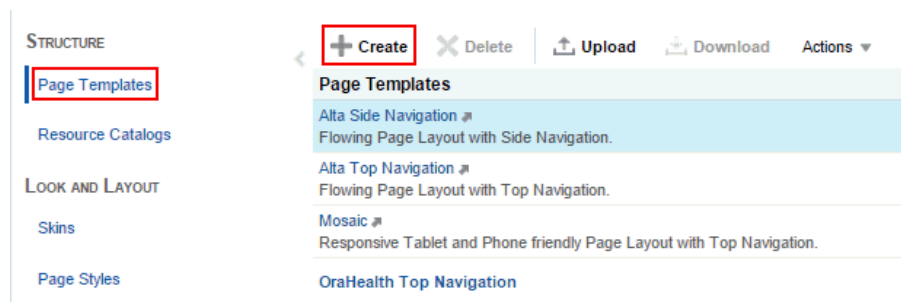 STRUCTURE
Page Templates
Resource Catalogs
LOOK AND LAYOUT
Skins
Page Styles
Create Delete Upload Download Actions
Page Templates
Alta Side Navigation
Flowing Page Layout with Side Navigation.
Alta Top Navigation
Flowing Page Layout with Top Navigation.
Mosaic
Responsive Tablet and Phone friendly Page Layout with Top Navigation.
OraHealth Top Navigation